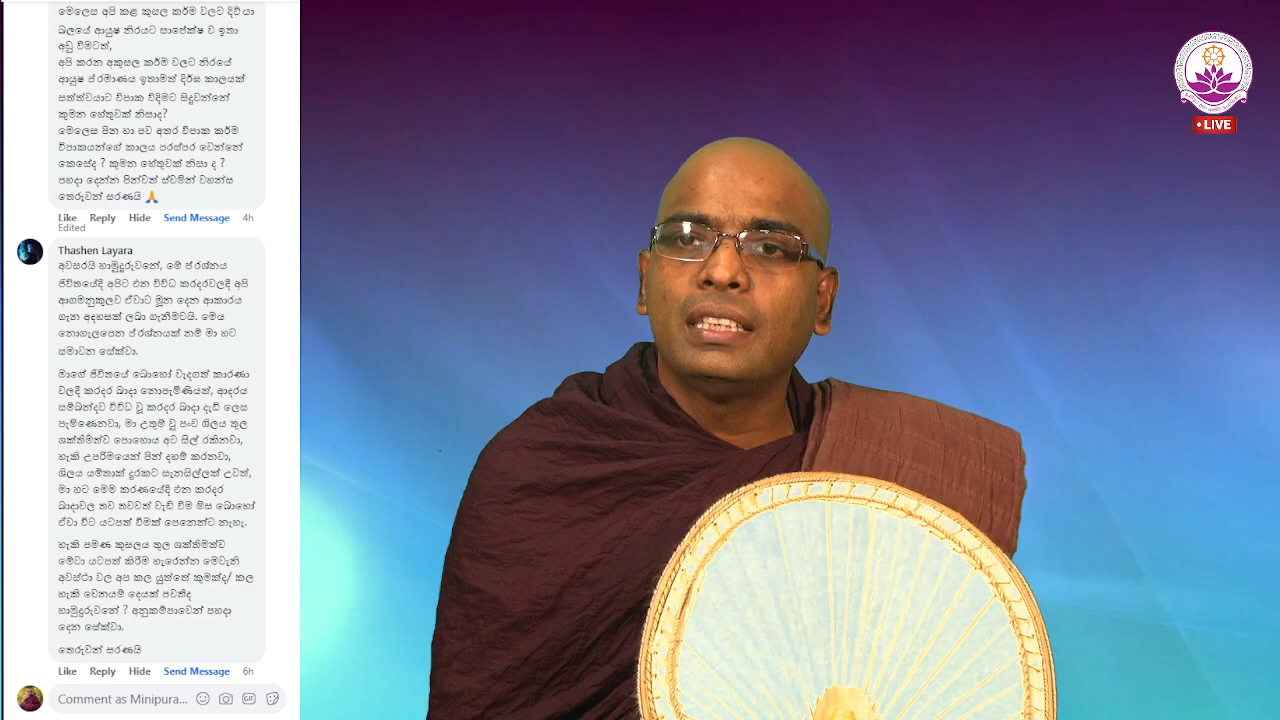 මෙලෙස අපි කළ කුසල කර්ම වලට දිව්‍යා
බලයේ ආයුෂ නිරයට සාපේක්ෂ ව ඉතා
අඩු වීමටත්,
අපි කරන අකුසල කර්ම වලට නිරයේ
ආයුෂ ප්රමාණය ඉතාමත් දීර්ඝ කාලයක්
සත්ත්වයාට විපාක විදීමට සිදුවන්නේ
කුමන හේතුවක් නිසාද?
මෙලෙස පින හා පව අතර විපාක කර්ම
විපාකයන්ගේ කාලය පරස්පර වෙන්නේ
කෙසේද ? කුමන හේතුවක් නිසා ද ?
පහදා දෙන්න පින්වත් ස්වමින් වහන්ස
තෙරුවන් සරණයි 🙏
Like Reply Hide Send Message 4h
Edited
Thashen Layara
අවසරයි හාමුදුරුවනේ, මේ ප්රශ්නය
ජීවිතයේදී අපිට එන විවිධ කරදරවලදී අපි
ආගමනුකූලව ඒවාට මූන දෙන ආකාරය
ගැන අදහසක් ලබා ගැනීමටයි. මෙය
නොගැලපෙන ප්රශ්නයක් නම් මා හට
සමාවන සේක්වා.
මාගේ ජීවිතයේ බොහෝ වැදගත් කාරණා
වලදී කරදර බාදා නොපැමිණියත්, ආදරය
සම්බන්දව විවිධ වූ කරදර බාදා දැඩි ලෙස
පැමිණෙනවා, මා උතුම් වූ පංච ශීලය තුල
ශක්තිමත්ව පොහොය අට සිල් රකිනවා,
හැකි උපරිමයෙන් පින් දහම් කරනවා,
ශීලය යම්තාක් දුරකට සැනසිල්ලක් උවත්,
මා හට මෙම කරණයේදී එන කරදර
බාදාවල තව තවවත් වැඩි වීම මිස බොහෝ
ඒවා විට යටපත් වීමක් පෙනෙන්ට නැහැ.
හැකි පමණ කුසලය තුල ශක්තිමත්ව
මේවා යටපත් කිරීම හැරෙන්න මෙවැනි
අවස්ථා වල අප කල යුත්තේ කුමක්ද/ කල
හැකි වෙනයම් දෙයක් පවතීද
හාමුදුරුවනේ ? අනුකම්පාවෙන් පහදා
දෙන සේක්වා.
තෙරුවන් සරණයි
Like Reply Hide Send Message 6h
Comment as Minipura...
• LIVE